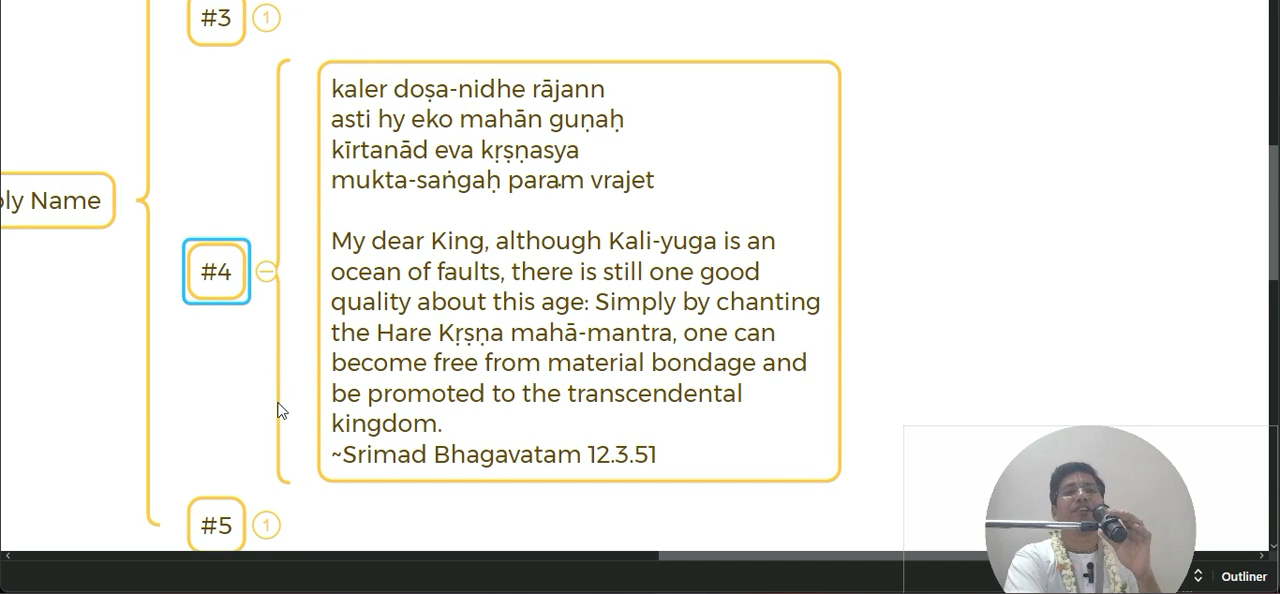 #3
1
kaler doṣa-nidhe rājann
asti hy eko mahān guṇaḥ
kīrtanād eva kṛṣṇasya
mukta-saṅgaḥ param vrajet
My dear King, although Kali-yuga is an
ocean of faults, there is still one good
quality about this age: Simply by chanting
the Hare Kṛṣṇa mahā-mantra, one can
become free from material bondage and
be promoted to the transcendental
kingdom.
~Srimad Bhagavatam 12.3.51
oly Name
#4
#5
1
Outliner